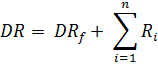 DR = DR_f + \sum_{i=1}^{n} R_i